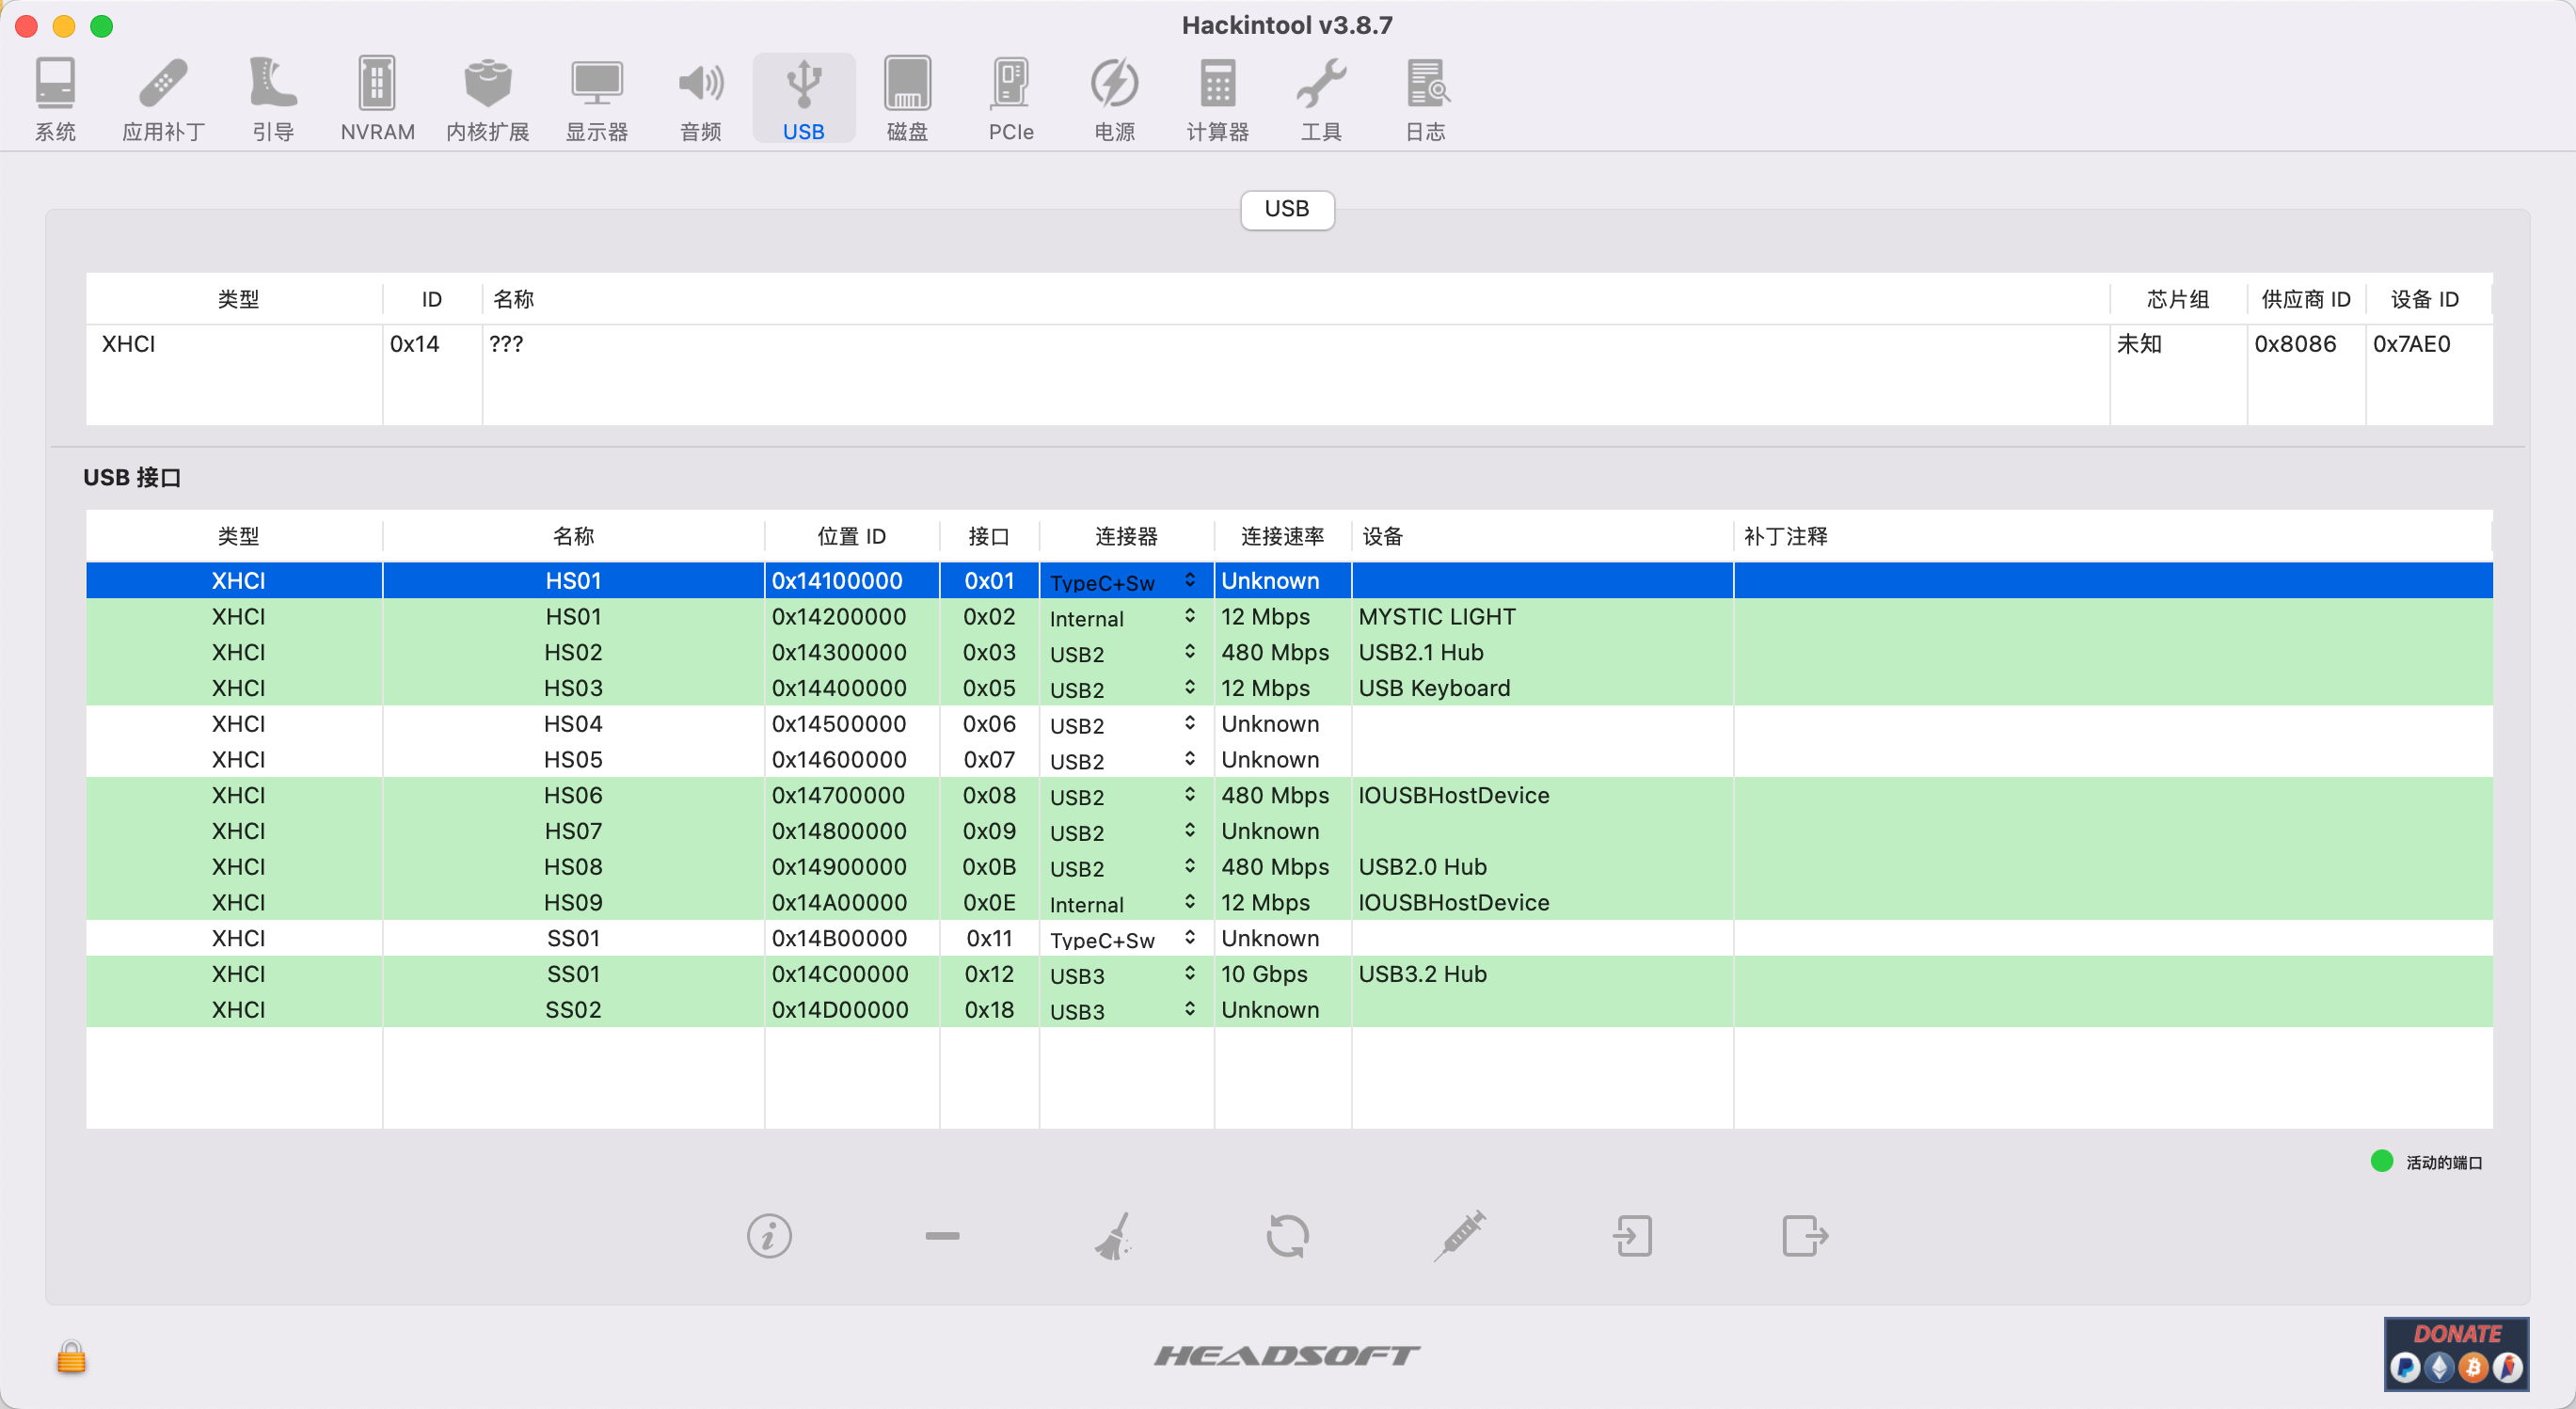 Hackintool v3.8.7
系统 应用补丁 引导 NVRAM 内核扩展 显示器 音频 USB 磁盘 PCIe 电源 计算器 工具 日志
USB
类型 ID 名称 芯片组 供应商 ID 设备 ID
XHCI 0x14 ??? 未知 0x8086 0x7AE0
USB 接口
类型 名称 位置 ID 接口 连接器 连接速率 设备 补丁注释
XHCI HS01 0x14100000 0x01 TypeC+Sw Unknown
XHCI HS01 0x14200000 0x02 Internal 12 Mbps MYSTIC LIGHT
XHCI HS02 0x14300000 0x03 USB2 480 Mbps USB2.1 Hub
XHCI HS03 0x14400000 0x05 USB2 12 Mbps USB Keyboard
XHCI HS04 0x14500000 0x06 USB2 Unknown
XHCI HS05 0x14600000 0x07 USB2 Unknown
XHCI HS06 0x14700000 0x08 USB2 480 Mbps IOUSBHostDevice
XHCI HS07 0x14800000 0x09 USB2 Unknown
XHCI HS08 0x14900000 0x0B USB2 480 Mbps USB2.0 Hub
XHCI HS09 0x14A00000 0x0E Internal 12 Mbps IOUSBHostDevice
XHCI SS01 0x14B00000 0x11 TypeC+Sw Unknown
XHCI SS01 0x14C00000 0x12 USB3 10 Gbps USB3.2 Hub
XHCI SS02 0x14D00000 0x18 USB3 Unknown
活动的端口
HEADSOFT
DONATE